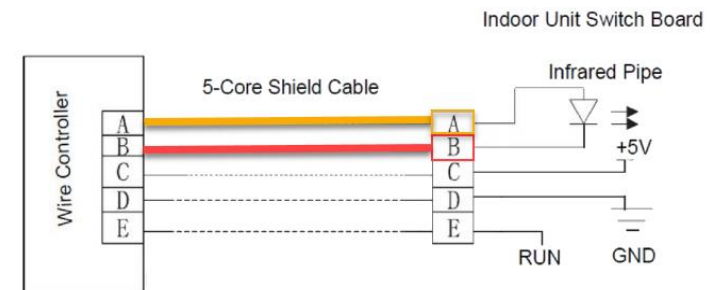 Indoor Unit Switch Board
5-Core Shield Cable
Infrared Pipe
Wire Controller
A
B
C
D
E
A
B
C
D
E
+5V
RUN
GND